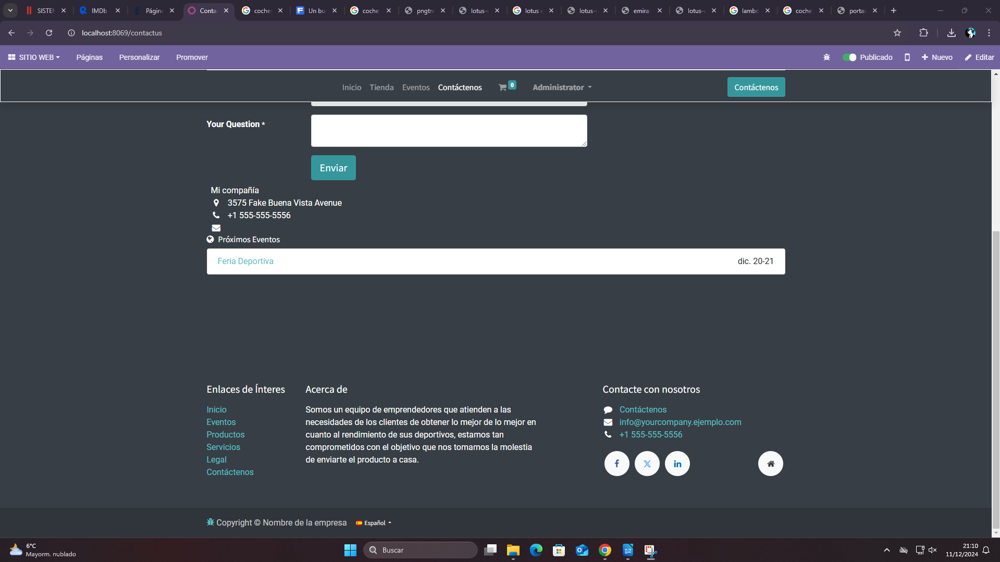 SISTEM
IMDb
Página
Conta
coche
Un bu
coche
pngtre
lotus-e
lotus e
lotus-e
emira-
lotus-e
lambo
coche
porta
localhost:8069/contactus
SITIO WEB
Páginas
Personalizar
Promover
Publicado
Nuevo
Editar
Inicio
Tienda
Eventos
Contáctenos
0
Administrator
Contáctenos
Your Question *
Enviar
Mi compañía
3575 Fake Buena Vista Avenue
+1 555-555-5556
Próximos Eventos
Feria Deportiva
dic. 20-21
Enlaces de Ínteres
Inicio
Eventos
Productos
Servicios
Legal
Contáctenos
Acerca de
Somos un equipo de emprendedores que atienden a las
necesidades de los clientes de obtener lo mejor de lo mejor en
cuanto al rendimiento de sus deportivos, estamos tan
comprometidos con el objetivo que nos tomamos la molestia
de enviarte el producto a casa.
Contacte con nosotros
Contáctenos
info@yourcompany.ejemplo.com
+1 555-555-5556
Copyright © Nombre de la empresa
Español
6°C
Mayorm. nublado
Buscar
21:10
11/12/2024